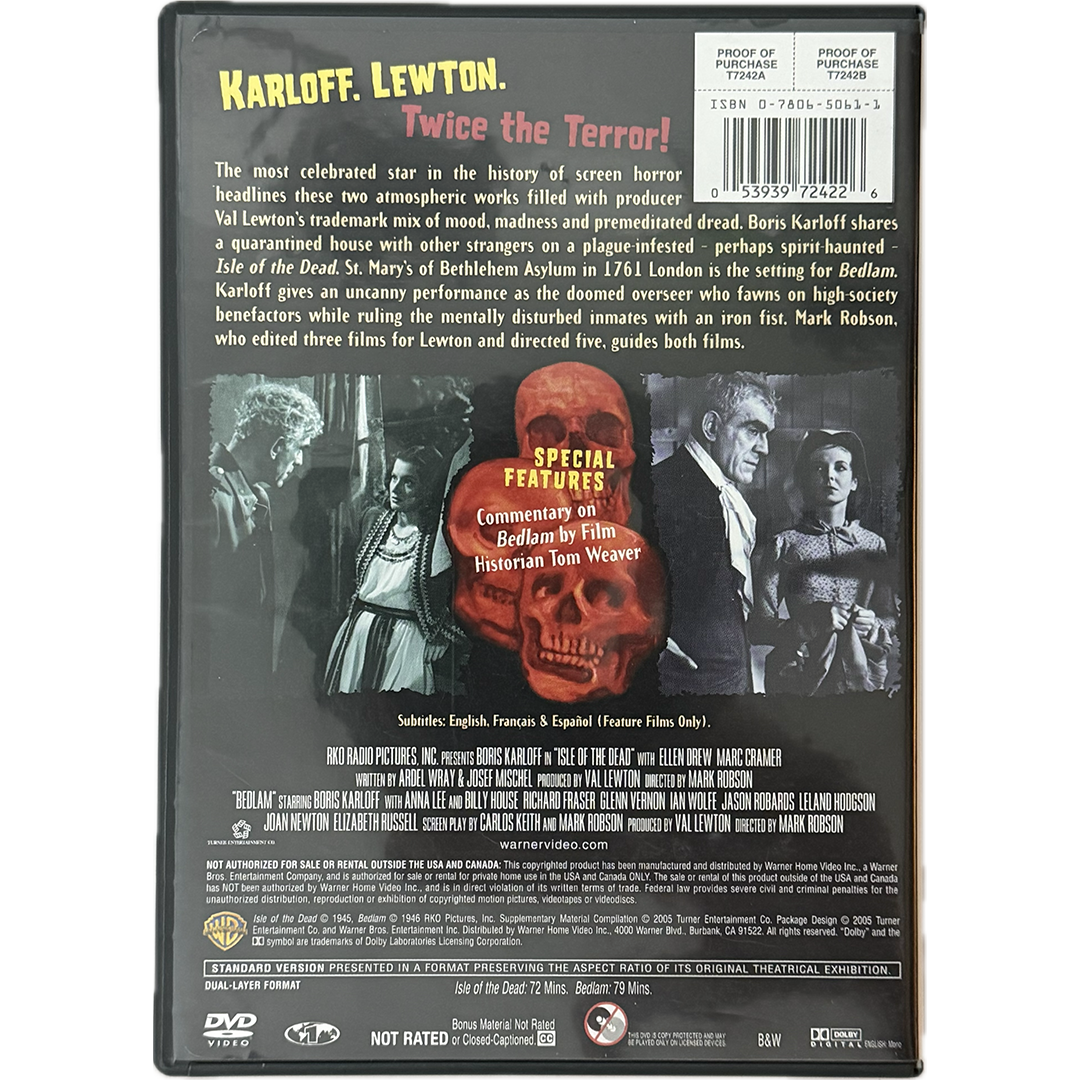 KARLOFF. LEWTON.
Twice the Terror!
PROOF OF PURCHASE T7242A
PROOF OF PURCHASE T7242B
ISBN 0-7806-5061-1
0 53939 72422 6
The most celebrated star in the history of screen horror
headlines these two atmospheric works filled with producer
Val Lewton's trademark mix of mood, madness and premeditated dread. Boris Karloff shares
a quarantined house with other strangers on a plague-infested - perhaps spirit-haunted -
Isle of the Dead. St. Mary's of Bethlehem Asylum in 1761 London is the setting for Bedlam.
Karloff gives an uncanny performance as the doomed overseer who fawns on high-society
benefactors while ruling the mentally disturbed inmates with an iron fist. Mark Robson,
who edited three films for Lewton and directed five, guides both films.
SPECIAL
FEATURES
Commentary on
Bedlam by Film
Historian Tom Weaver
Subtitles: English, Français & Español (Feature Films Only).
RKO RADIO PICTURES, INC. PRESENTS BORIS KARLOFF IN "ISLE OF THE DEAD" WITH ELLEN DREW MARC CRAMER
WRITTEN BY ARDEL WRAY & JOSEF MISCHEL PRODUCED BY VAL LEWTON DIRECTED BY MARK ROBSON
"BEDLAM" STARRING BORIS KARLOFF WITH ANNA LEE AND BILLY HOUSE RICHARD FRASER GLENN VERNON IAN WOLFE JASON ROBARDS LELAND HODGSON
JOAN NEWTON ELIZABETH RUSSELL SCREEN PLAY BY CARLOS KEITH AND MARK ROBSON PRODUCED BY VAL LEWTON DIRECTED BY MARK ROBSON
TURNER ENTERTAINMENT CO.
warnervideo.com
NOT AUTHORIZED FOR SALE OR RENTAL OUTSIDE THE USA AND CANADA: This copyrighted product has been manufactured and distributed by Warner Home Video Inc., a Warner
Bros. Entertainment Company, and is authorized for sale or rental for private home use in the USA and Canada ONLY. The sale or rental of this product outside of the USA and Canada
has NOT been authorized by Warner Home Video Inc., and is in direct violation of its written terms of trade. Federal law provides severe civil and criminal penalties for the
unauthorized distribution, reproduction or exhibition of copyrighted motion pictures, videotapes or videodiscs.
Isle of the Dead © 1945, Bedlam © 1946 RKO Pictures, Inc. Supplementary Material Compilation © 2005 Turner Entertainment Co. Package Design © 2005 Turner
Entertainment Co. and Warner Bros. Entertainment Inc. Distributed by Warner Home Video Inc., 4000 Warner Blvd., Burbank, CA 91522. All rights reserved. "Dolby" and the
symbol are trademarks of Dolby Laboratories Licensing Corporation.
STANDARD VERSION PRESENTED IN A FORMAT PRESERVING THE ASPECT RATIO OF ITS ORIGINAL THEATRICAL EXHIBITION.
DUAL-LAYER FORMAT
Isle of the Dead: 72 Mins. Bedlam: 79 Mins.
DVD
VIDEO
1
NOT RATED
Bonus Material Not Rated
or Closed-Captioned. CC
THIS DVD IS COPY PROTECTED AND MAY
BE PLAYED ONLY ON LICENSED DEVICES.
B&W
DOLBY
DIGITAL
ENGLISH: Mono